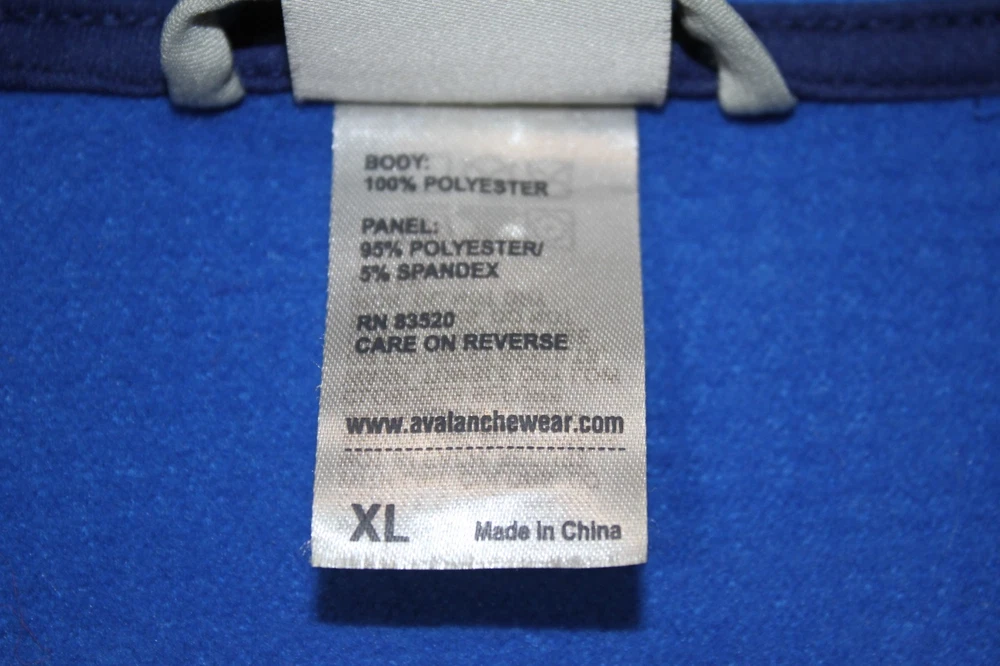 BODY:
100% POLYESTER
PANEL:
95% POLYESTER/
5% SPANDEX
RN 83520
CARE ON REVERSE
www.avalanchewear.com
XL Made in China